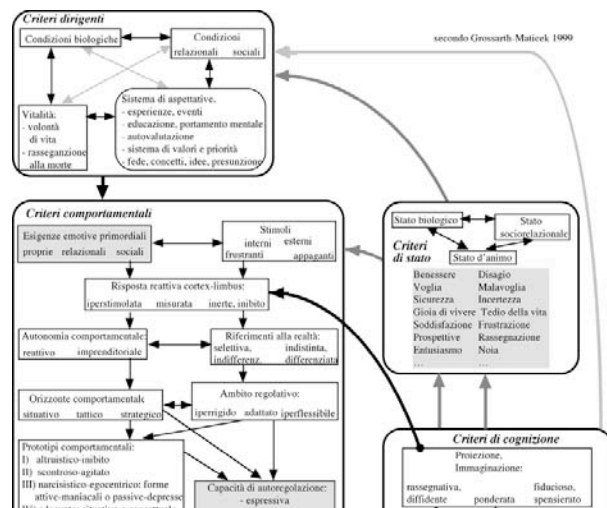 Criteri dirigenti
Condizioni biologiche
Condizioni
relazionali sociali
secondo Grossarth-Maticek 1999
Vitalità:
- volontà
di vita
- rassegnzione
alla morte
Sistema di aspettative.
- esperienze, eventi
- educazione, portamento mentale
- autovalutazione
- sistema di valori e priorità
- fede, concetti, idee, presunzione
Criteri comportamentali
Esigenze emotive primordiali
proprie relazionali sociali
Stimoli
interni esterni
frustranti appaganti
Risposta reattiva cortex-limbus:
iperstimolata misurata inerte, inibito
Autonomia comportamentale:
reattivo imprenditoriale
Riferimenti alla realtà:
selettiva, indistinta,
indifferenz. differenziata
Orizzonte comportamentale
situativo tattico strategico
Ambito regolativo:
iperrigido adattato iperflessibile
Prototipi comportamentali:
I) altruistico-inibito
II) scontroso-agitato
III) narcisistico-egocentrico: forme
attive-maniacali o passive-depresse
Capacità di autoregolazione:
- espressiva
Stato biologico
Stato
sociorelazionale
Criteri
di stato
Stato d'animo
Benessere Disagio
Voglia Malavoglia
Sicurezza Incertezza
Gioia di vivere Tedio della vita
Soddisfazione Frustrazione
Prospettive Rassegnazione
Entusiasmo Noia
... ...
Criteri di cognizione
Proiezione,
Immaginazione:
rassegnativa, fiducioso,
diffidente ponderata spensierato